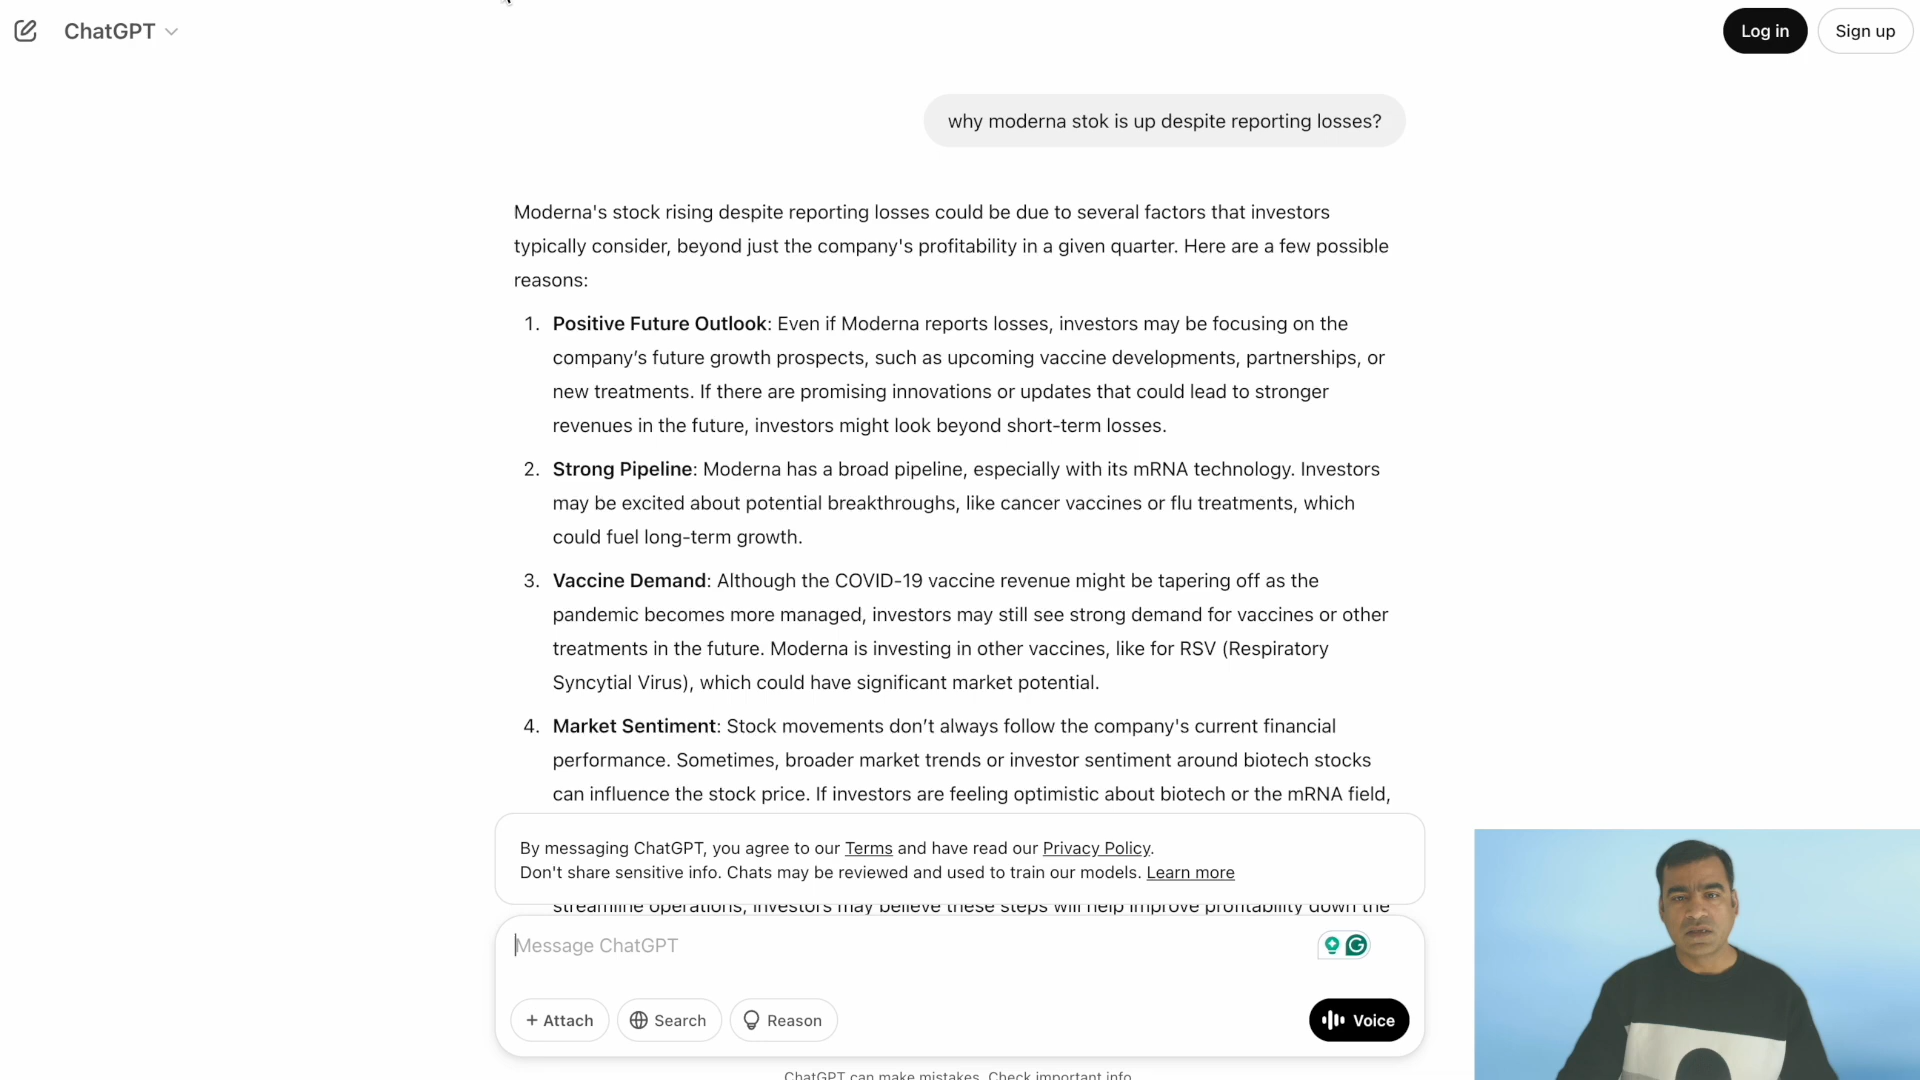 ChatGPT
Log in
Sign up
why moderna stok is up despite reporting losses?
Moderna's stock rising despite reporting losses could be due to several factors that investors
typically consider, beyond just the company's profitability in a given quarter. Here are a few possible
reasons:
1. Positive Future Outlook: Even if Moderna reports losses, investors may be focusing on the
company’s future growth prospects, such as upcoming vaccine developments, partnerships, or
new treatments. If there are promising innovations or updates that could lead to stronger
revenues in the future, investors might look beyond short-term losses.
2. Strong Pipeline: Moderna has a broad pipeline, especially with its mRNA technology. Investors
may be excited about potential breakthroughs, like cancer vaccines or flu treatments, which
could fuel long-term growth.
3. Vaccine Demand: Although the COVID-19 vaccine revenue might be tapering off as the
pandemic becomes more managed, investors may still see strong demand for vaccines or other
treatments in the future. Moderna is investing in other vaccines, like for RSV (Respiratory
Syncytial Virus), which could have significant market potential.
4. Market Sentiment: Stock movements don’t always follow the company's current financial
performance. Sometimes, broader market trends or investor sentiment around biotech stocks
can influence the stock price. If investors are feeling optimistic about biotech or the mRNA field,
By messaging ChatGPT, you agree to our Terms and have read our Privacy Policy.
Don't share sensitive info. Chats may be reviewed and used to train our models. Learn more
streamline operations, investors may believe these steps will help improve profitability down the
Message ChatGPT
+ Attach
Search
Reason
Voice
ChatGPT can make mistakes. Check important info.